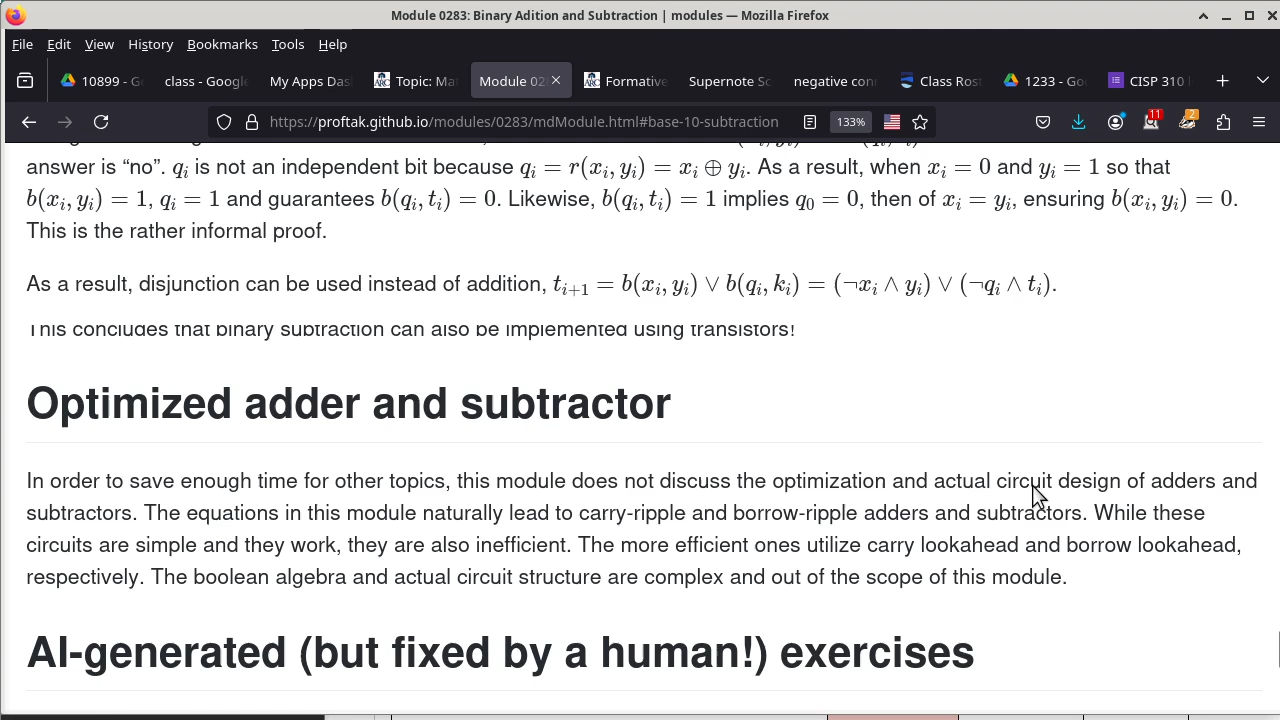 Module 0283: Binary Adition and Subtraction | modules — Mozilla Firefox
File Edit View History Bookmarks Tools Help
10899 - G class - Google My Apps Das Topic: Ma Module 02 Formative Supernote Sc negative con Class Rost 1233 - Goo CISP 310
https://proftak.github.io/modules/0283/mdModule.html#base-10-subtraction 133% 11 2
answer is “no”. qᵢ is not an independent bit because qᵢ = r(xᵢ, yᵢ) = xᵢ ⊕ yᵢ. As a result, when xᵢ = 0 and yᵢ = 1 so that
b(xᵢ, yᵢ) = 1, qᵢ = 1 and guarantees b(qᵢ, tᵢ) = 0. Likewise, b(qᵢ, tᵢ) = 1 implies q₀ = 0, then of xᵢ = yᵢ, ensuring b(xᵢ, yᵢ) = 0.
This is the rather informal proof.
As a result, disjunction can be used instead of addition, tᵢ₊₁ = b(xᵢ, yᵢ) ∨ b(qᵢ, kᵢ) = (¬xᵢ ∧ yᵢ) ∨ (¬qᵢ ∧ tᵢ).
This concludes that binary subtraction can also be implemented using transistors!
Optimized adder and subtractor
In order to save enough time for other topics, this module does not discuss the optimization and actual circuit design of adders and
subtractors. The equations in this module naturally lead to carry-ripple and borrow-ripple adders and subtractors. While these
circuits are simple and they work, they are also inefficient. The more efficient ones utilize carry lookahead and borrow lookahead,
respectively. The boolean algebra and actual circuit structure are complex and out of the scope of this module.
AI-generated (but fixed by a human!) exercises